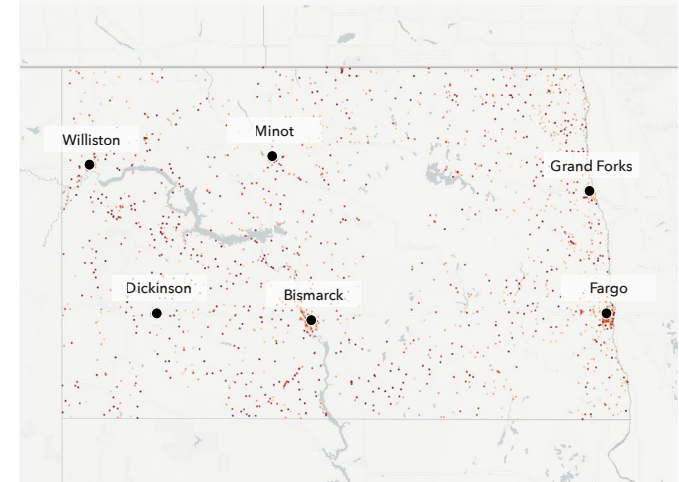 Williston
Minot
Grand Forks
Dickinson
Bismarck
Fargo